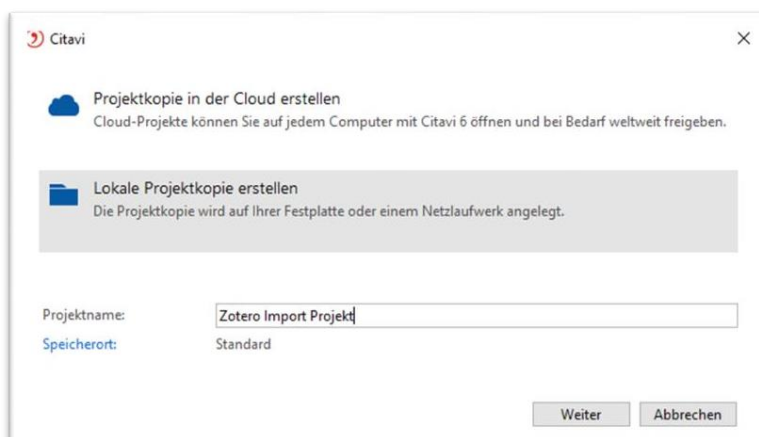 Citavi
Projektkopie in der Cloud erstellen
Cloud-Projekte können Sie auf jedem Computer mit Citavi 6 öffnen und bei Bedarf weltweit freigeben.
Lokale Projektkopie erstellen
Die Projektkopie wird auf Ihrer Festplatte oder einem Netzlaufwerk angelegt.
Projektname: Zotero Import Projekt
Speicherort: Standard
Weiter Abbrechen